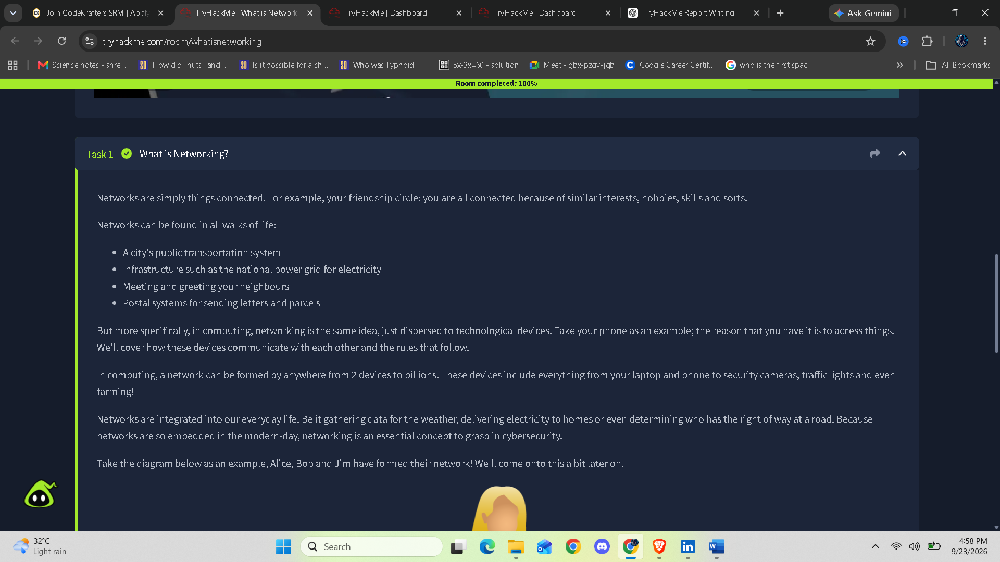 Join CodeKrafters SRM | Apply
TryHackMe | What is Networki
TryHackMe | Dashboard
TryHackMe | Dashboard
TryHackMe Report Writing
Ask Gemini
tryhackme.com/room/whatisnetworking
Science notes - shre...
How did "nuts" and...
Is it possible for a ch...
Who was Typhoid...
5x-3x=60 - solution
Meet - gbx-pzgv-jqb
Google Career Certif...
who is the first spac...
All Bookmarks
Room completed: 100%
Task 1
What is Networking?
Networks are simply things connected. For example, your friendship circle: you are all connected because of similar interests, hobbies, skills and sorts.
Networks can be found in all walks of life:
• A city's public transportation system
• Infrastructure such as the national power grid for electricity
• Meeting and greeting your neighbours
• Postal systems for sending letters and parcels
But more specifically, in computing, networking is the same idea, just dispersed to technological devices. Take your phone as an example; the reason that you have it is to access things.
We'll cover how these devices communicate with each other and the rules that follow.
In computing, a network can be formed by anywhere from 2 devices to billions. These devices include everything from your laptop and phone to security cameras, traffic lights and even
farming!
Networks are integrated into our everyday life. Be it gathering data for the weather, delivering electricity to homes or even determining who has the right of way at a road. Because
networks are so embedded in the modern-day, networking is an essential concept to grasp in cybersecurity.
Take the diagram below as an example, Alice, Bob and Jim have formed their network! We'll come onto this a bit later on.
32°C
Light rain
Search
4:58 PM
9/23/2026